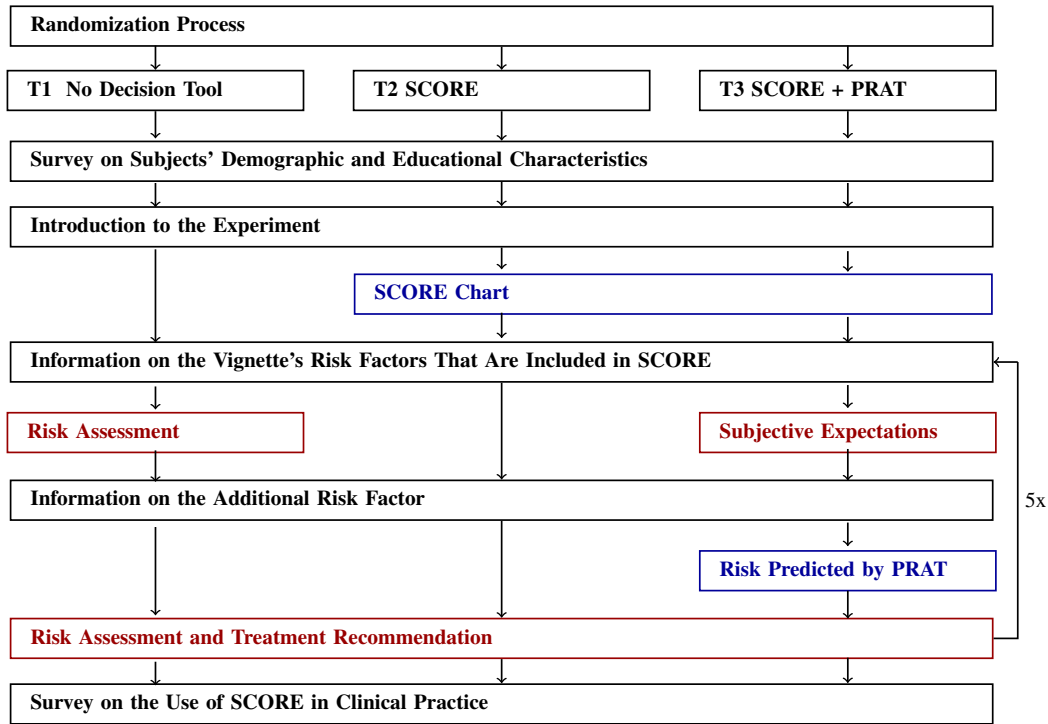 Randomization Process
T1 No Decision Tool
T2 SCORE
T3 SCORE + PRAT
Survey on Subjects' Demographic and Educational Characteristics
Introduction to the Experiment
SCORE Chart
Information on the Vignette's Risk Factors That Are Included in SCORE
Risk Assessment
Subjective Expectations
Information on the Additional Risk Factor
5x
Risk Predicted by PRAT
Risk Assessment and Treatment Recommendation
Survey on the Use of SCORE in Clinical Practice